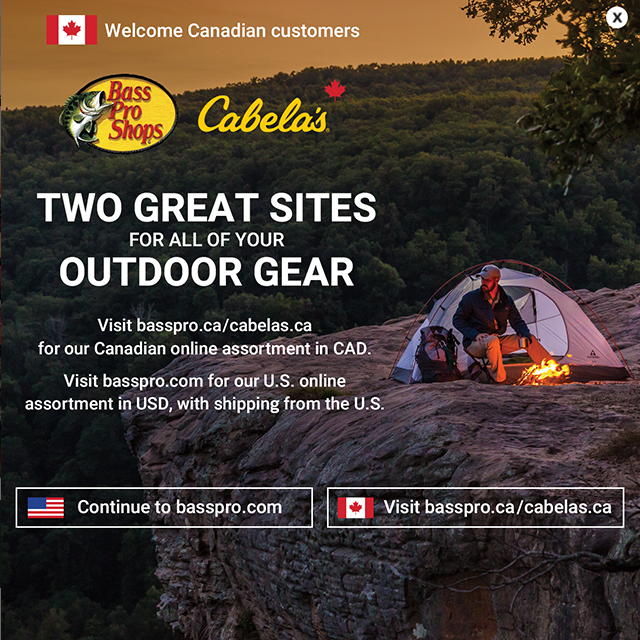 Welcome Canadian customers
X
Bass
Pro
Shops
Cabela's
TWO GREAT SITES
FOR ALL OF YOUR
OUTDOOR GEAR
Visit basspro.ca/cabelas.ca
for our Canadian online assortment in CAD.
Visit basspro.com for our U.S. online
assortment in USD, with shipping from the U.S.
Continue to basspro.com
Visit basspro.ca/cabelas.ca